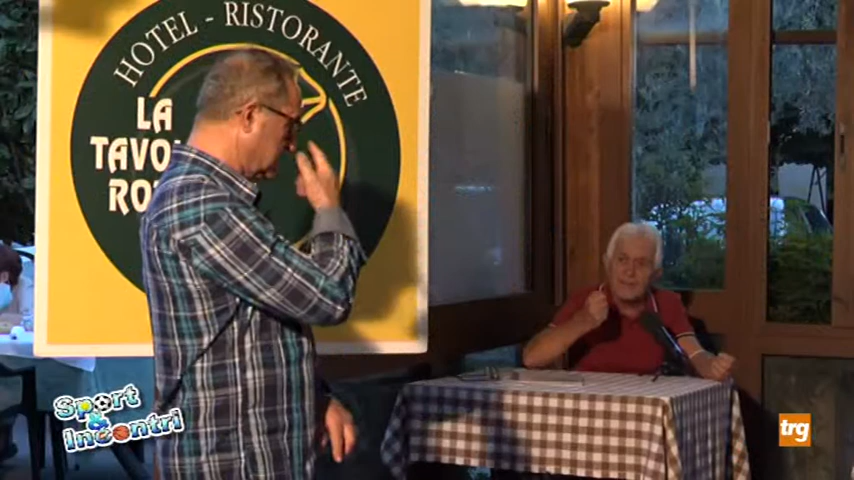 HOTEL - RISTORANTE
LA
Sport
&
Incontri
trg